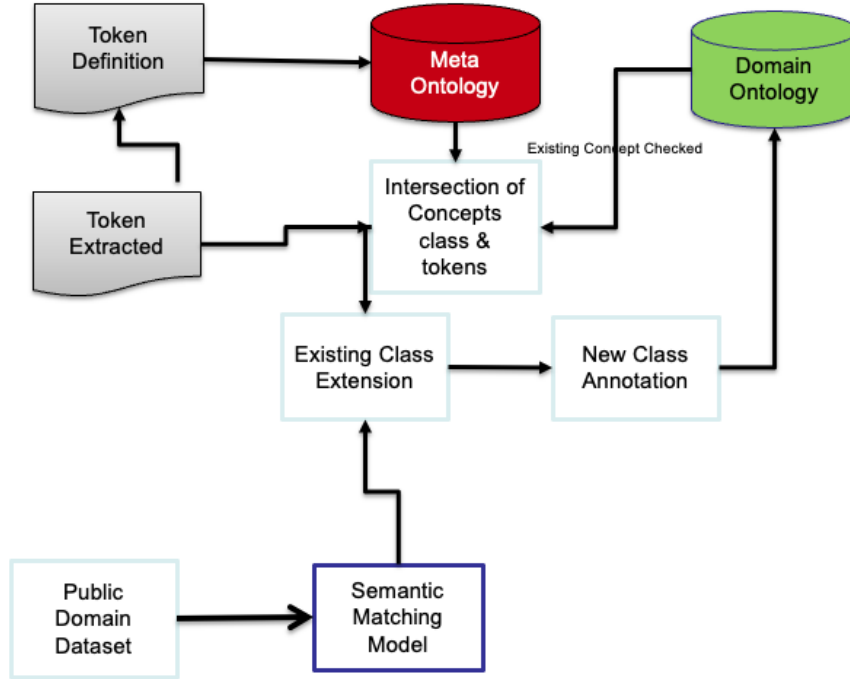 Token
Definition
Meta
Ontology
Domain
Ontology
Existing Concept Checked
Intersection of
Concepts
class &
tokens
Token
Extracted
Existing Class
Extension
New Class
Annotation
Public
Domain
Dataset
Semantic
Matching
Model